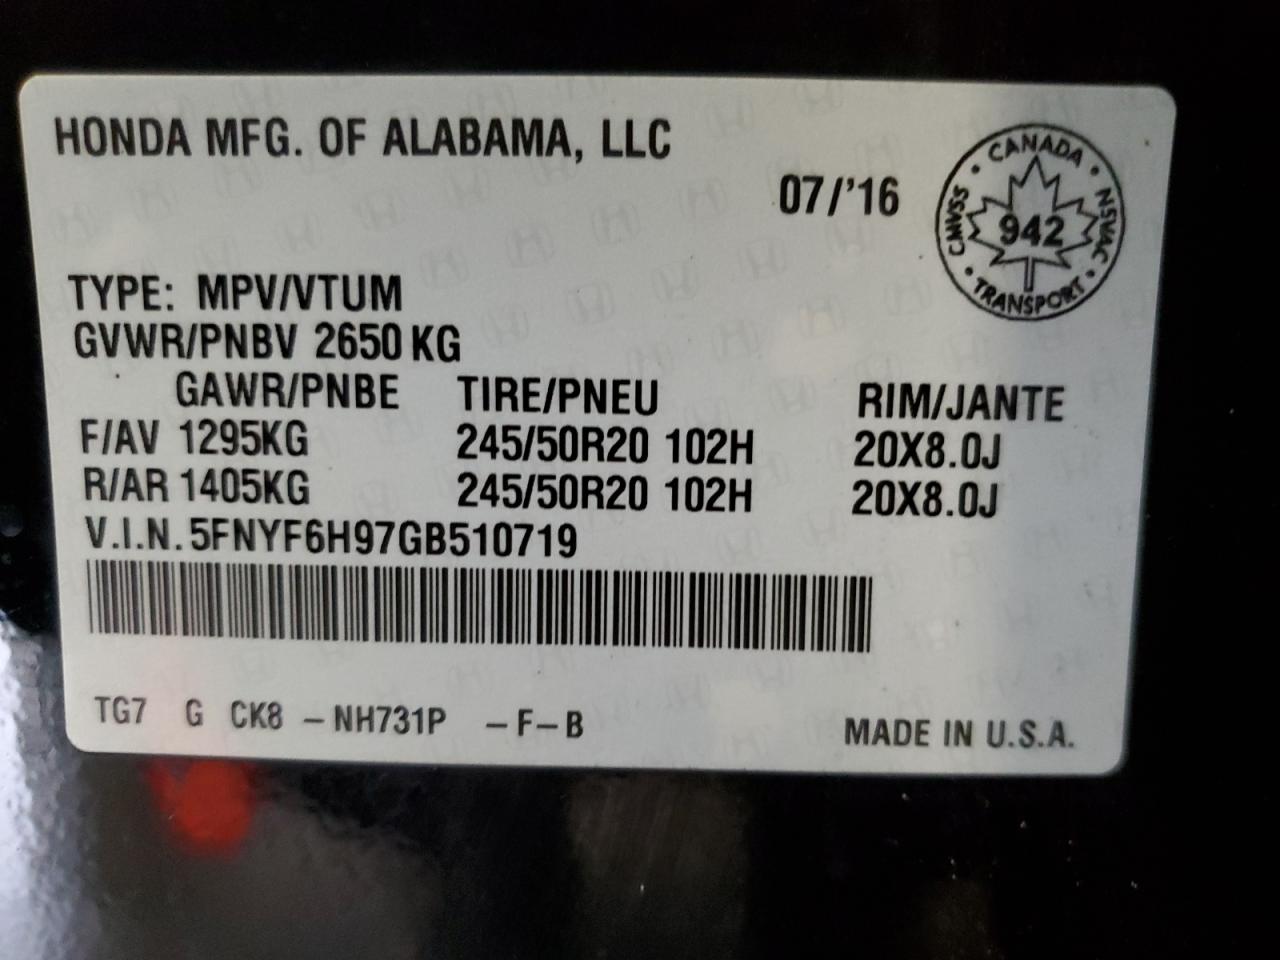 HONDA MFG. OF ALABAMA, LLC
07/'16
CANADA
CMVSS
NSVAC
942
TRANSPORT
TYPE: MPV/VTUM
GVWR/PNBV 2650 KG
GAWR/PNBE TIRE/PNEU RIM/JANTE
F/AV 1295KG 245/50R20 102H 20X8.0J
R/AR 1405KG 245/50R20 102H 20X8.0J
V.I.N. 5FNYF6H97GB510719
TG7 G CK8 – NH731P – F – B
MADE IN U.S.A.